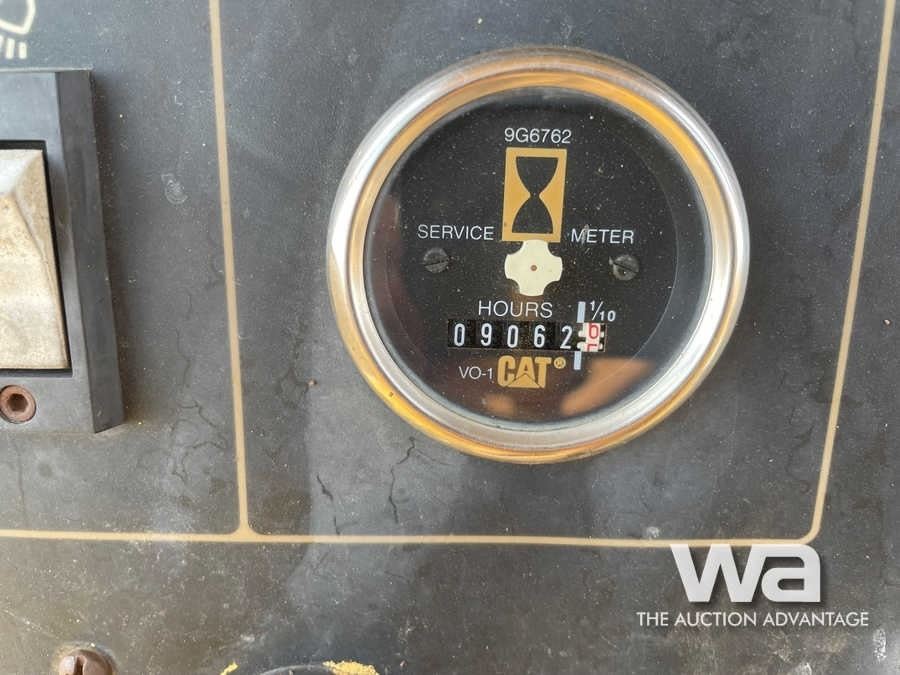 9G6762
SERVICE METER
HOURS 1/10
09062
VO-1 CAT®
wa
THE AUCTION ADVANTAGE